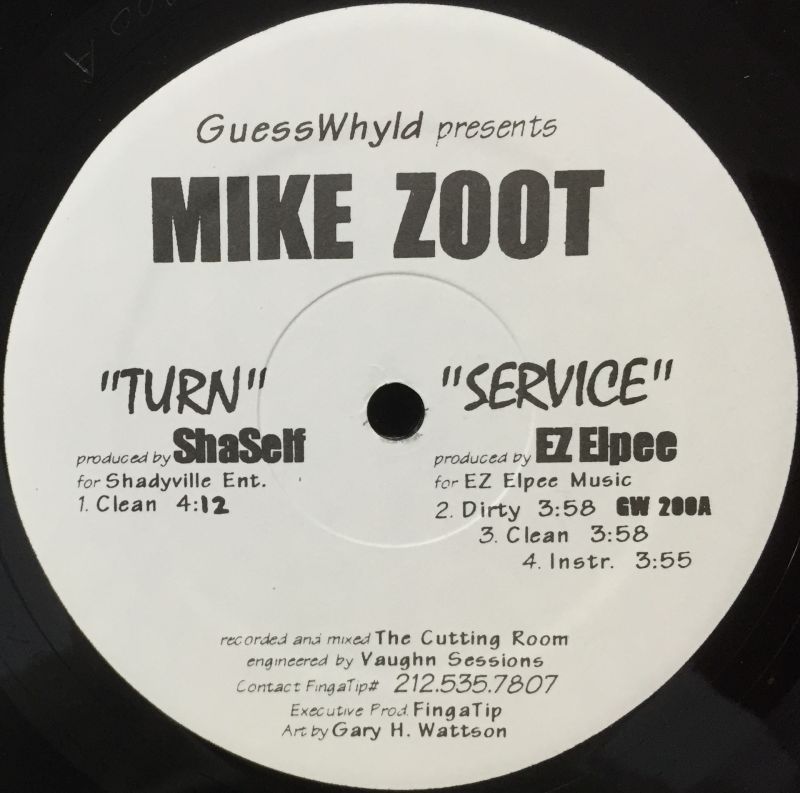 GuessWhyld presents
MIKE ZOOT
"TURN"
produced by ShaSelf
for Shadyville Ent.
1. Clean 4:12
"SERVICE"
produced by EZ Elpee
for EZ Elpee Music
2. Dirty 3:58 GW 200A
3. Clean 3:58
4. Instr. 3:55
recorded and mixed The Cutting Room
engineered by Vaughn Sessions
Contact FingaTip# 212.535.7807
Executive Prod. FingaTip
Art by Gary H. Wattson